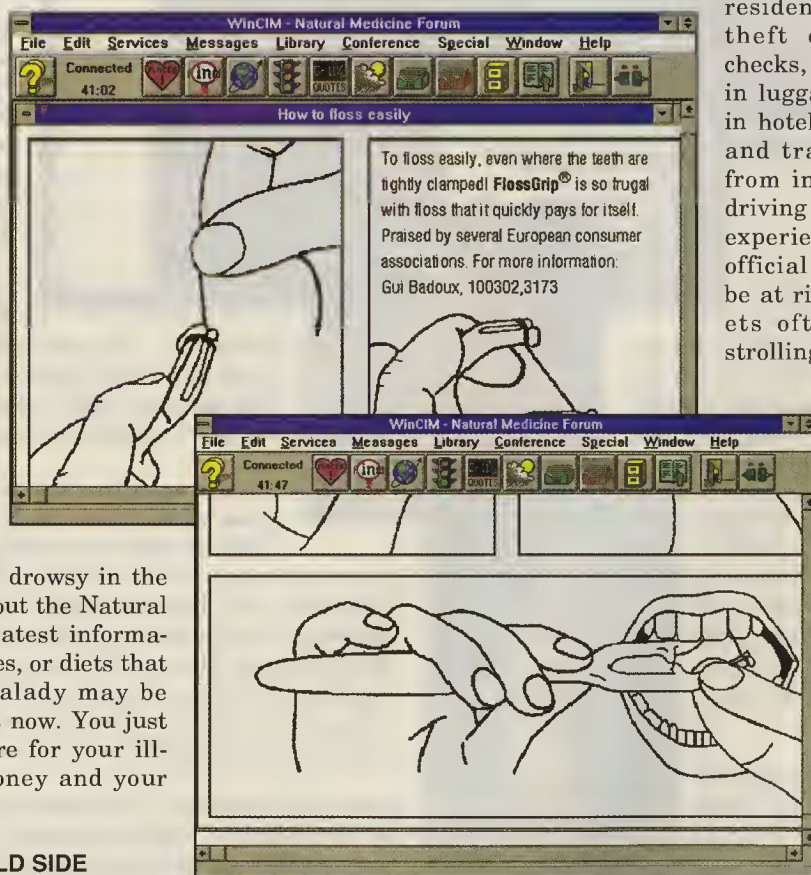 WinCIM - Natural Medicine Forum
File Edit Services Messages Library Conference Special Window Help
Connected
41:02
QUOTES
How to floss easily
To floss easily, even where the teeth are
tightly clamped! FlossGrip® is so frugal
with floss that it quickly pays for itself.
Praised by several European consumer
associations. For more information:
Gui Badoux, 100302,3173
WinCIM - Natural Medicine Forum
File Edit Services Messages Library Conference Special Window Help
Connected
41:47
QUOTES
drowsy in the
out the Natural
atest informa-
es, or diets that
alady may be
now. You just
re for your ill-
oney and your
LD SIDE
residen
theft
checks,
in lugga
in hotel
and tra
from in
driving
experie
official
be at ri
ets oft
strolling